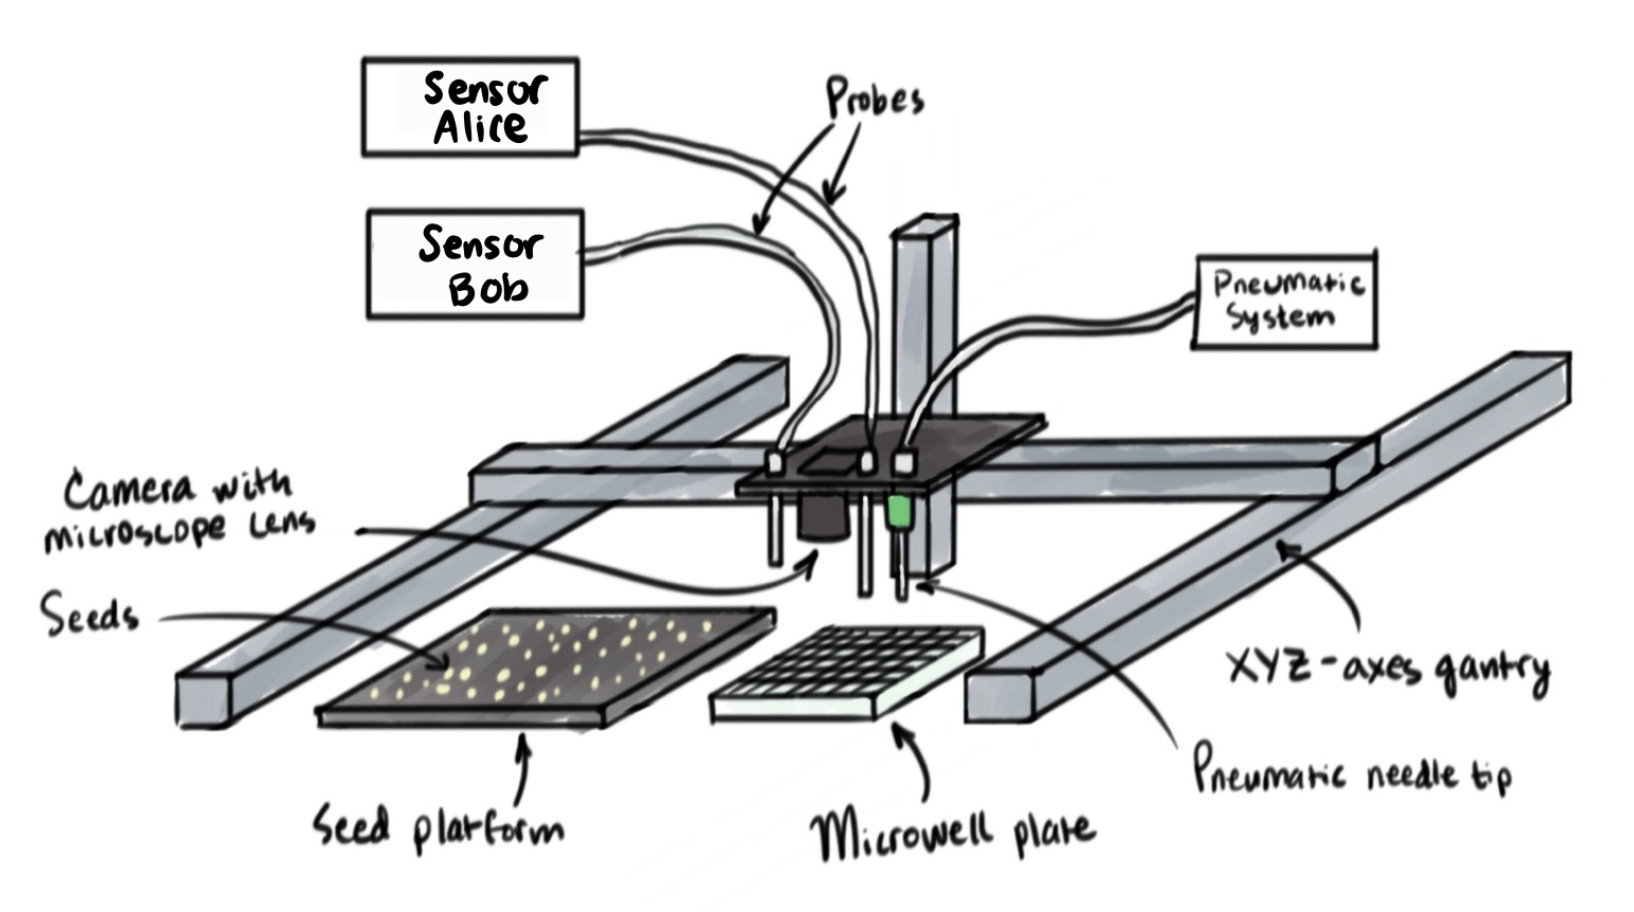 Sensor
Alice
Probes
Sensor
Bob
Pneumatic
System
Camera with
microscope lens
Seeds
XYZ-axes gantry
Pneumatic needle tip
Seed platform
Microwell plate